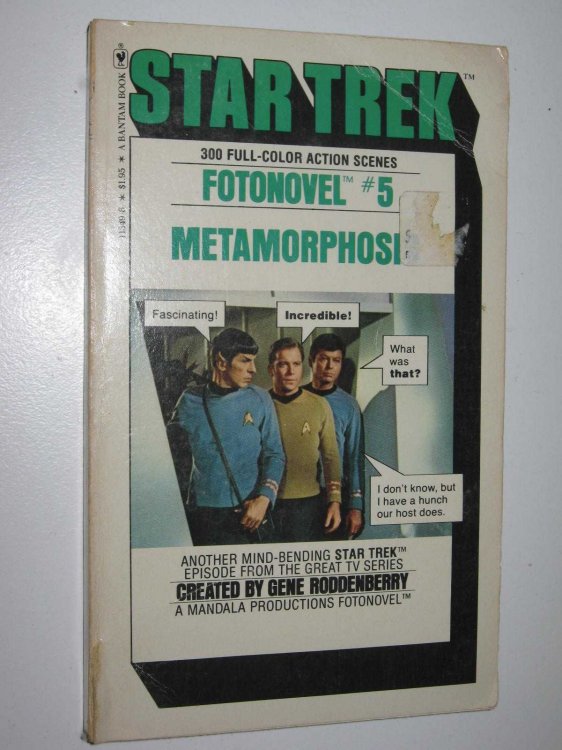 STAR TREK™
300 FULL-COLOR ACTION SCENES
FOTONOVEL™ #5
METAMORPHOSI
Fascinating!
Incredible!
What
was
that?
I don't know, but
I have a hunch
our host does.
ANOTHER MIND-BENDING STAR TREK™
EPISODE FROM THE GREAT TV SERIES
CREATED BY GENE RODDENBERRY
A MANDALA PRODUCTIONS FOTONOVEL™
11349-8 * $1.95 * A BANTAM BOOK